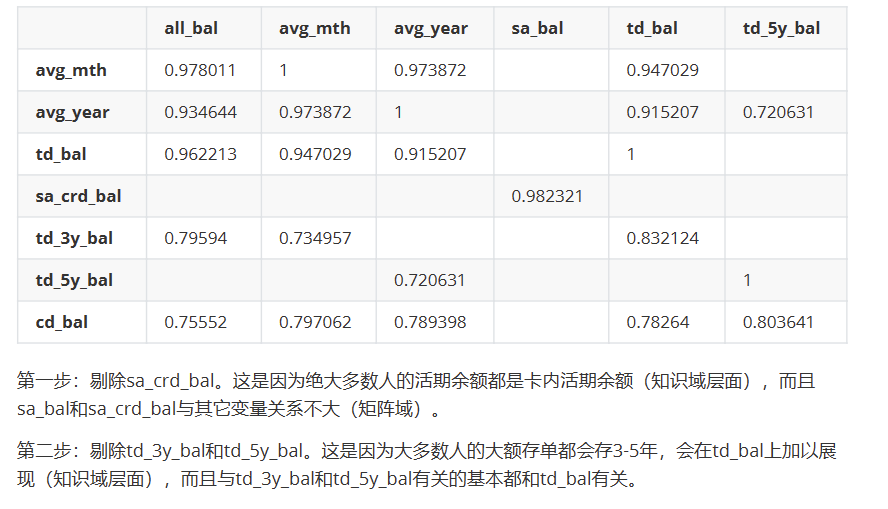 all_bal avg_mth avg_year sa_bal td_bal td_5y_bal
avg_mth 0.978011 1 0.973872 0.947029
avg_year 0.934644 0.973872 1 0.915207 0.720631
td_bal 0.962213 0.947029 0.915207 1
sa_crd_bal 0.982321
td_3y_bal 0.79594 0.734957 0.832124
td_5y_bal 0.720631 1
cd_bal 0.75552 0.797062 0.789398 0.78264 0.803641
第一步：剔除sa_crd_bal。这是因为绝大多数人的活期余额都是卡内活期余额（知识域层面），而且
sa_bal和sa_crd_bal与其它变量关系不大（矩阵域）。
第二步：剔除td_3y_bal和td_5y_bal。这是因为大多数人的大额存单都会存3-5年，会在td_bal上加以展
现（知识域层面），而且与td_3y_bal和td_5y_bal有关的基本都和td_bal有关。